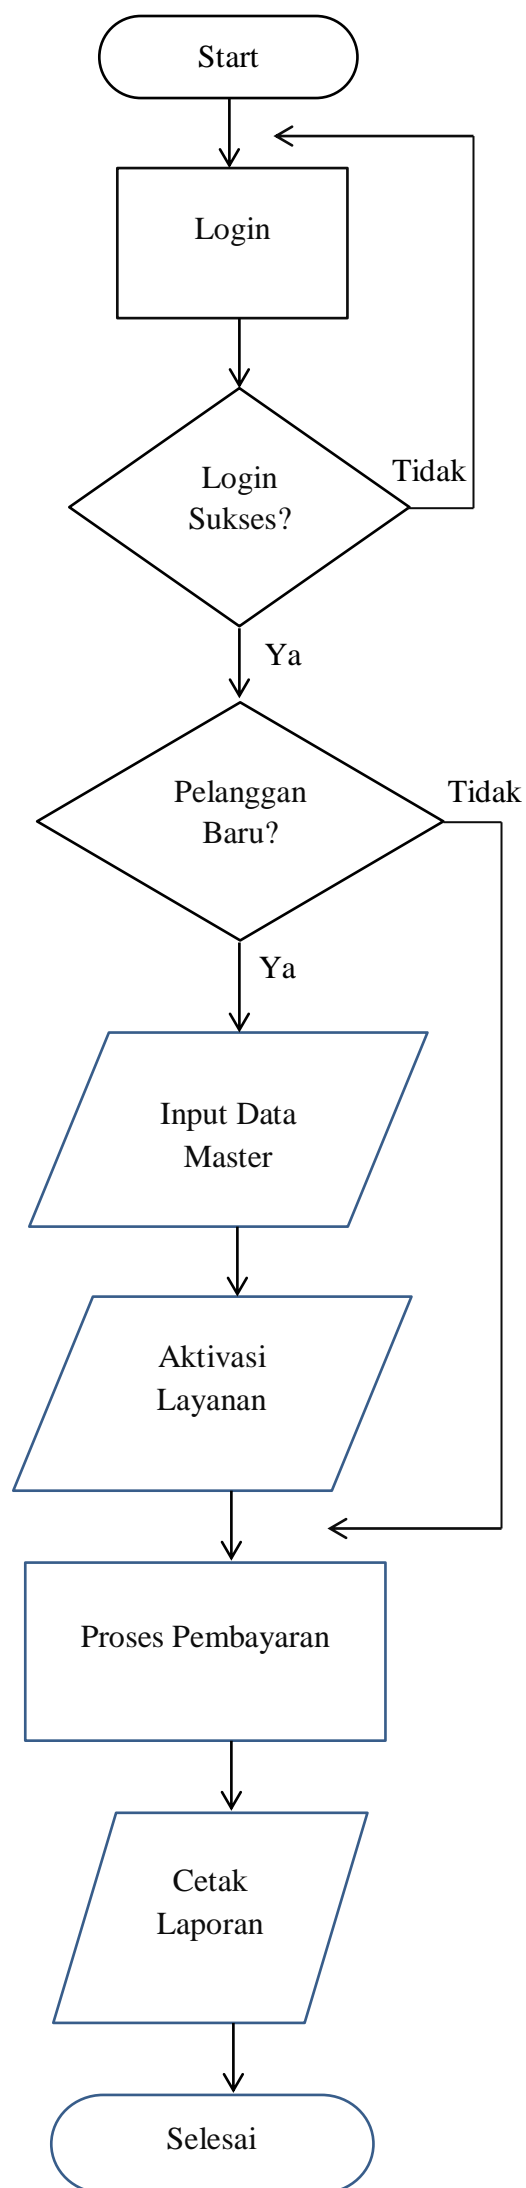 Start
Login
Login
Sukses?
Tidak
Ya
Pelanggan
Baru?
Tidak
Ya
Input Data
Master
Aktivasi
Layanan
Proses Pembayaran
Cetak
Laporan
Selesai